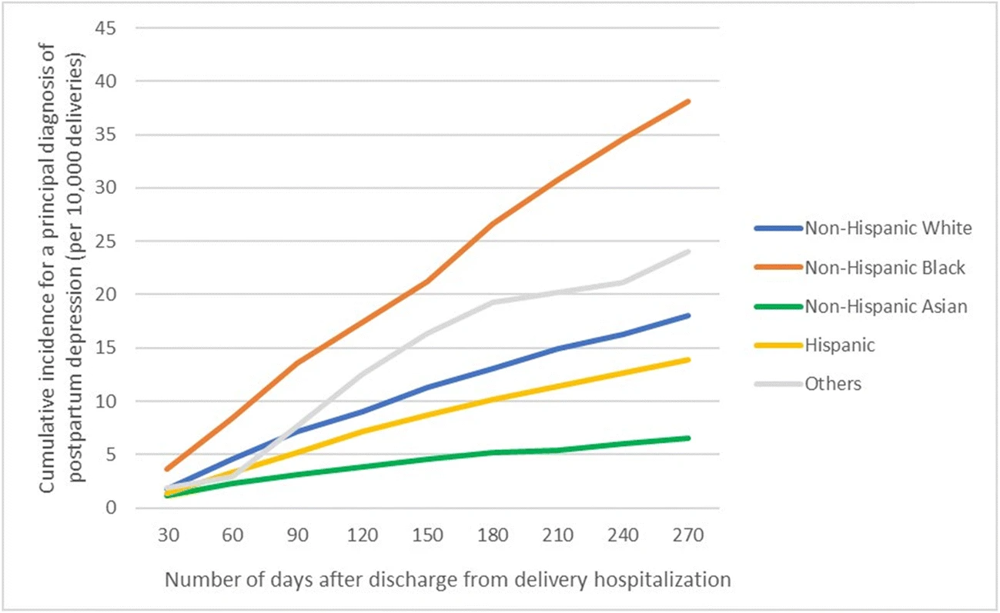 Cumulative incidence for a principal diagnosis of
postpartum depression (per 10,000 deliveries)
45
40
35
30
25
20
15
10
5
0
30 60 90 120 150 180 210 240 270
Number of days after discharge from delivery hospitalization
Non-Hispanic White
Non-Hispanic Black
Non-Hispanic Asian
Hispanic
Others